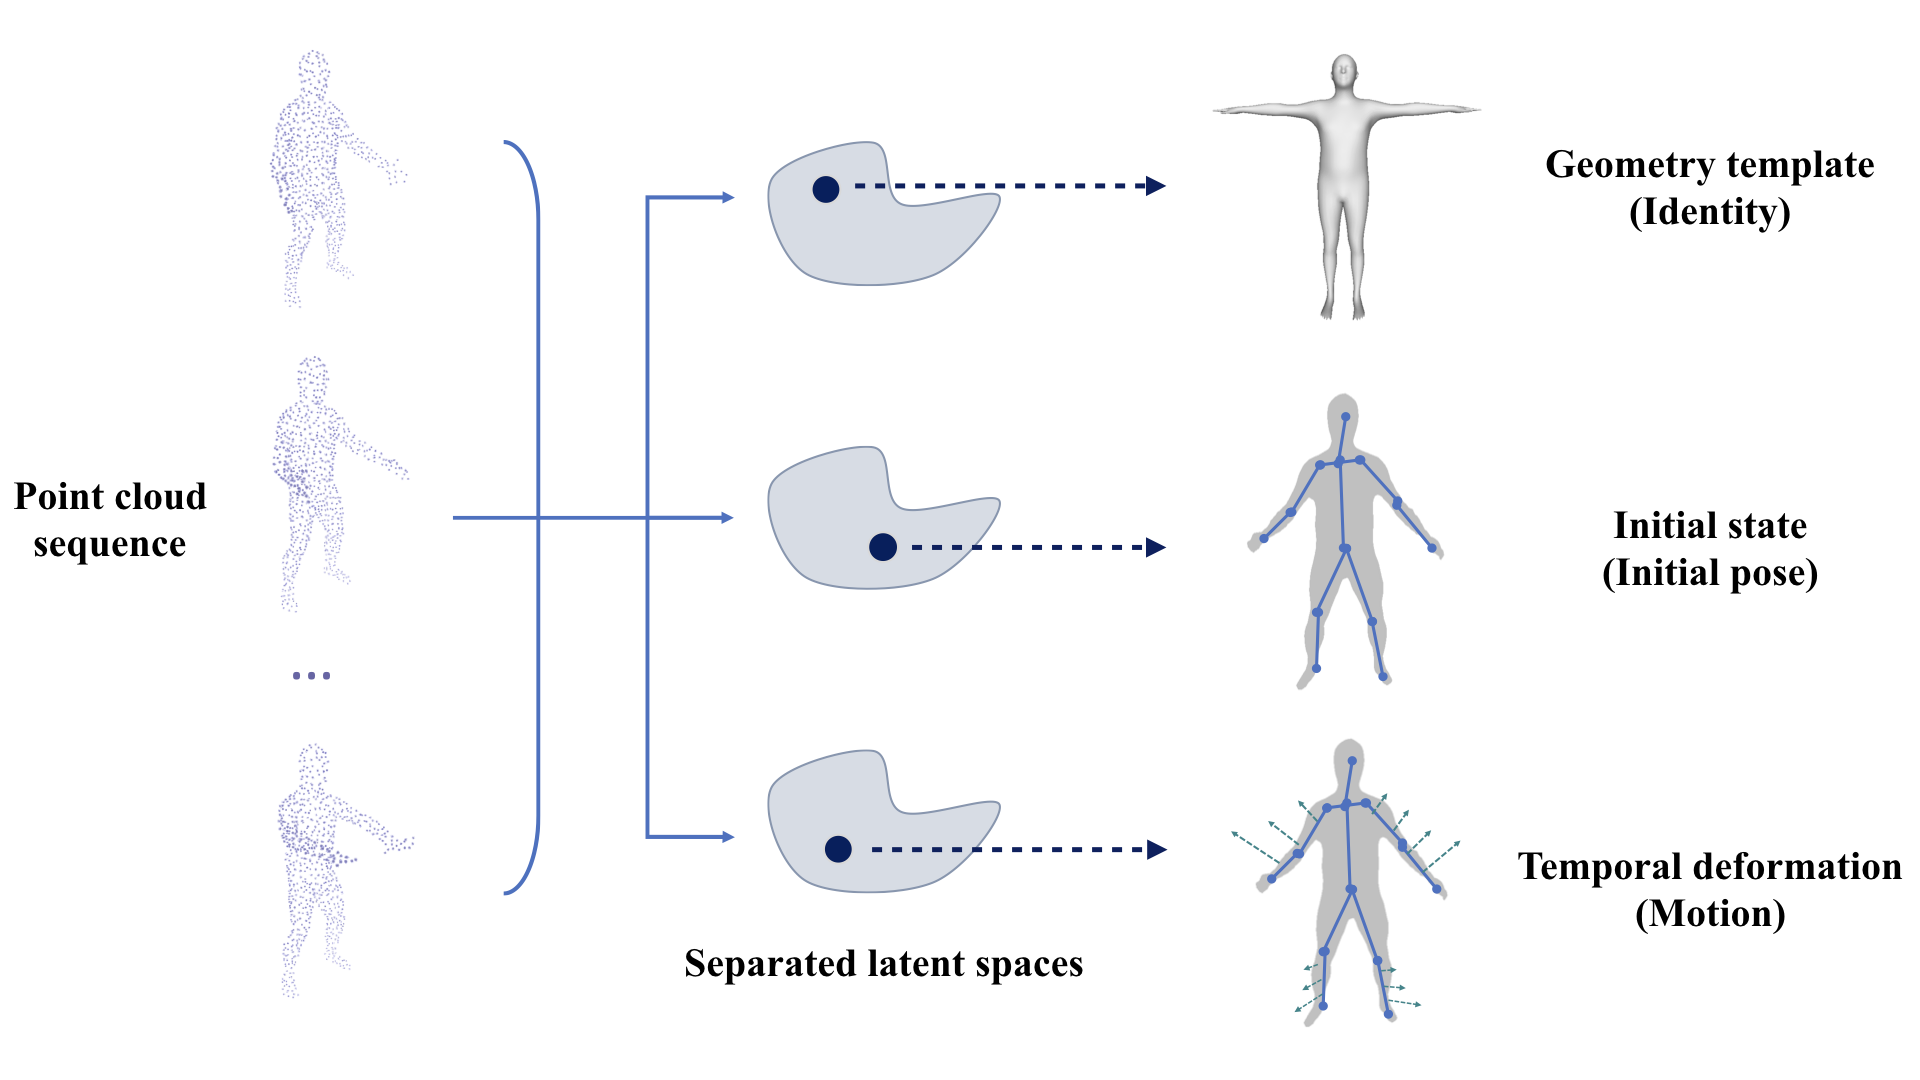 Point cloud
sequence
Separated latent spaces
Geometry template
(Identity)
Initial state
(Initial pose)
Temporal deformation
(Motion)